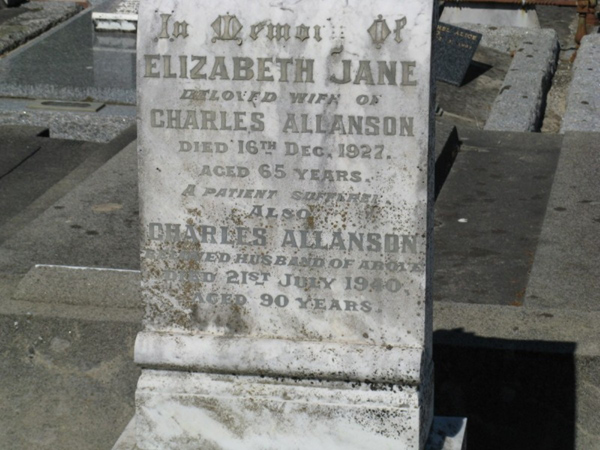 In Memory Of
ELIZABETH JANE
BELOVED WIFE OF
CHARLES ALLANSON
DIED 16TH DEC. 1927.
AGED 65 YEARS.
A PATIENT SUFFERER
ALSO
CHARLES ALLANSON
HUSBAND OF ABOVE
DIED 21ST JULY 1940
AGED 90 YEARS.